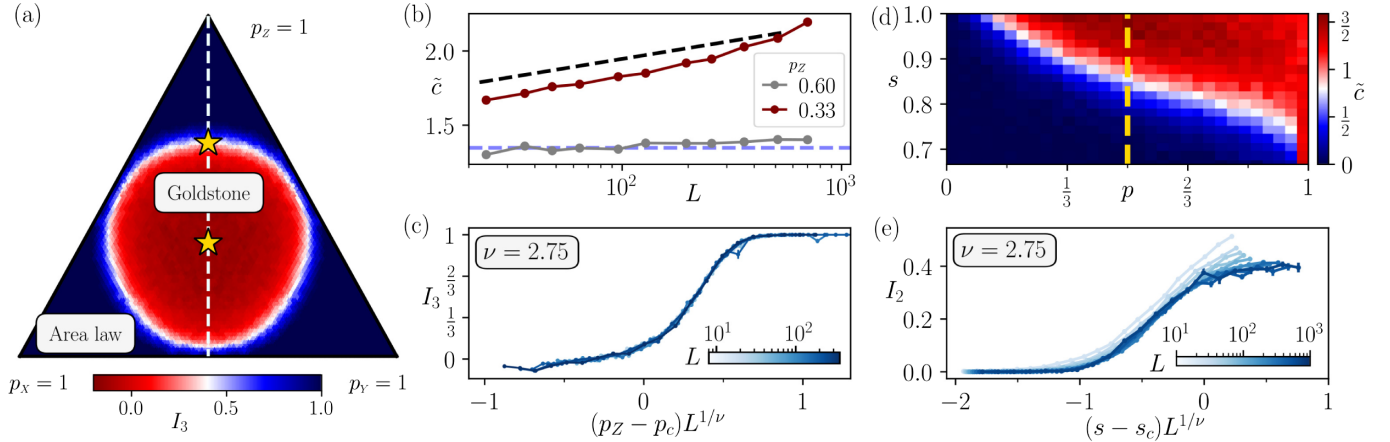 (a)
p_Z = 1
Goldstone
Area law
p_X = 1
p_Y = 1
0.0 0.5 1.0
I_3
(b)
2.0
c̃
1.5
p_Z
0.60
0.33
10^2 10^3
L
(c)
ν = 2.75
1
2/3
I_3
1/3
0
10^1 10^2
L
−1 0 1
(p_Z − p_c)L^{1/ν}
(d)
1.0
0.9
s
0.8
0.7
0 1/3 p 2/3 1
3/2
1
c̃
1/2
0
(e)
ν = 2.75
0.4
I_2
0.2
0.0
10^1 10^2 10^3
L
−2 −1 0 1
(s − s_c)L^{1/ν}